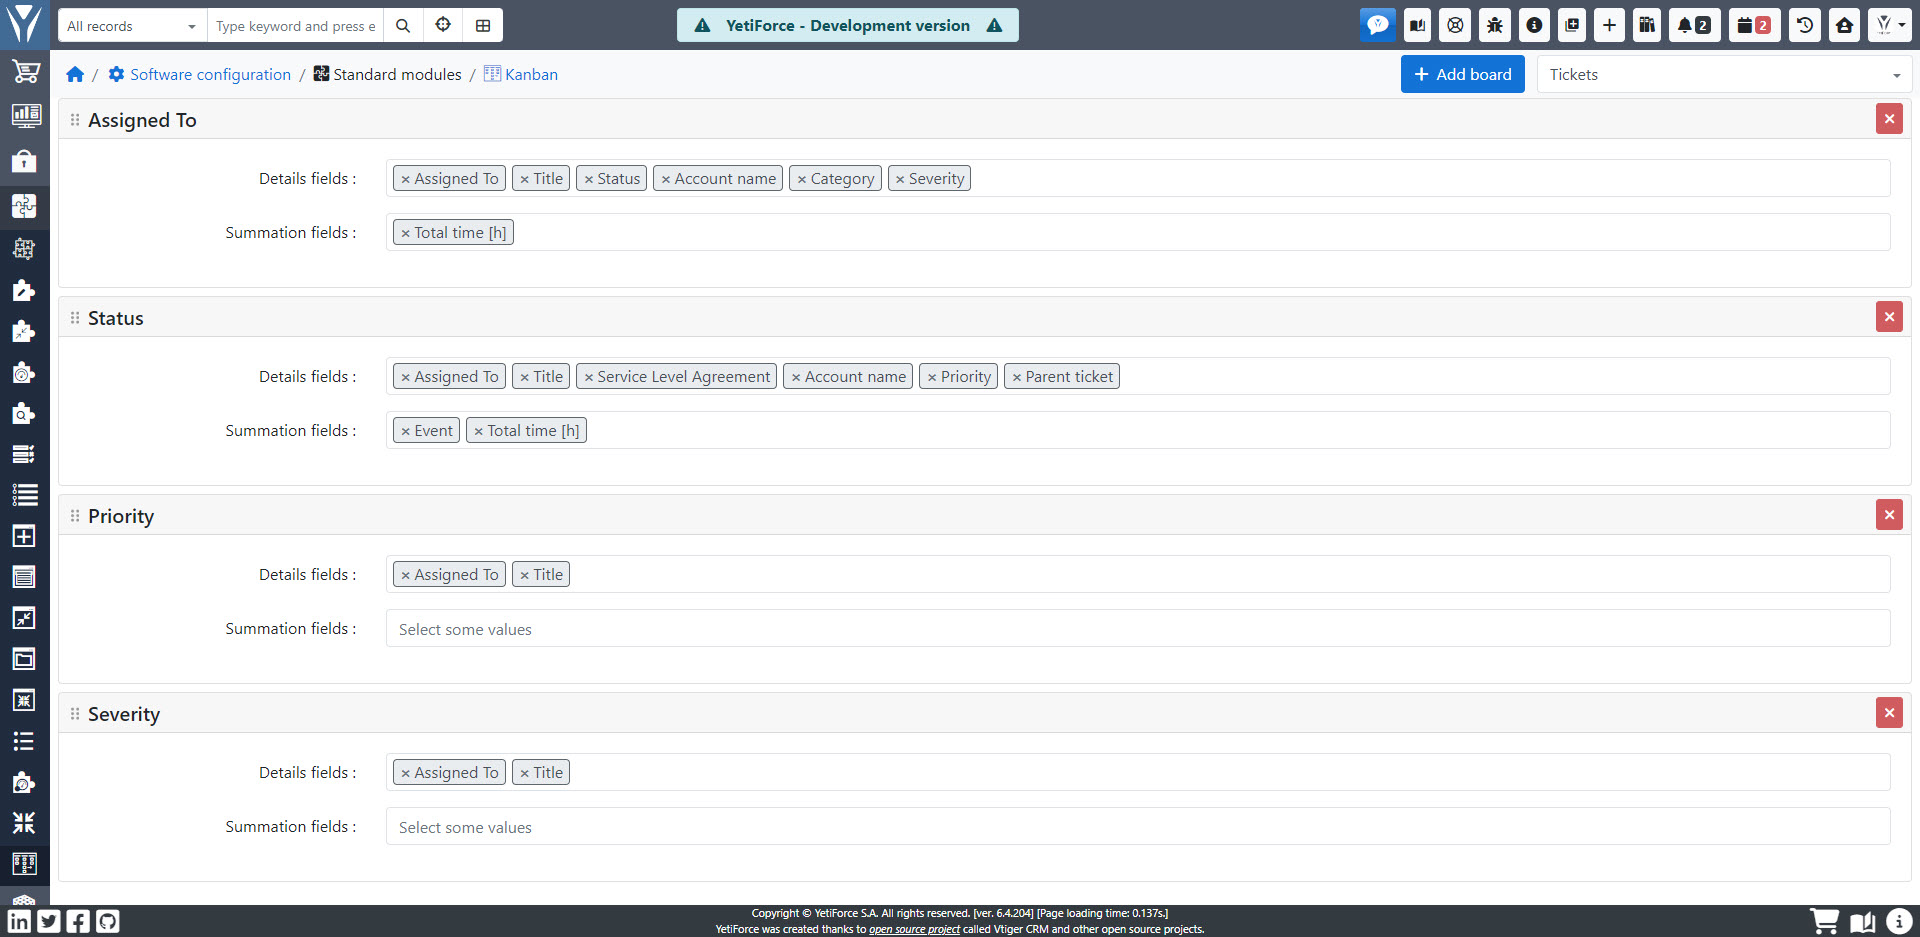 All records
Type keyword and press e
YetiForce - Development version
2
2
/ Software configuration / Standard modules / Kanban
+ Add board
Tickets
Assigned To
Details fields :
× Assigned To × Title × Status × Account name × Category × Severity
Summation fields :
× Total time [h]
Status
Details fields :
× Assigned To × Title × Service Level Agreement × Account name × Priority × Parent ticket
Summation fields :
× Event × Total time [h]
Priority
Details fields :
× Assigned To × Title
Summation fields :
Select some values
Severity
Details fields :
× Assigned To × Title
Summation fields :
Select some values
Copyright © YetiForce S.A. All rights reserved. [ver. 6.4.204] [Page loading time: 0.137s.]
YetiForce was created thanks to open source project called Vtiger CRM and other open source projects.